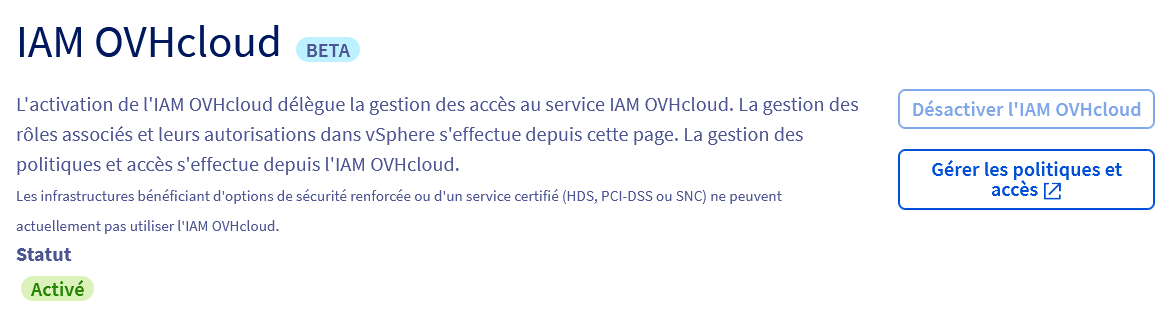 IAM OVHcloud BETA
L'activation de l'IAM OVHcloud délègue la gestion des accès au service IAM OVHcloud. La gestion des
rôles associés et leurs autorisations dans vSphere s'effectue depuis cette page. La gestion des
politiques et accès s'effectue depuis l'IAM OVHcloud.
Les infrastructures bénéficiant d'options de sécurité renforcée ou d'un service certifié (HDS, PCI-DSS ou SNC) ne peuvent
actuellement pas utiliser l'IAM OVHcloud.
Statut
Activé
Désactiver l'IAM OVHcloud
Gérer les politiques et
accès